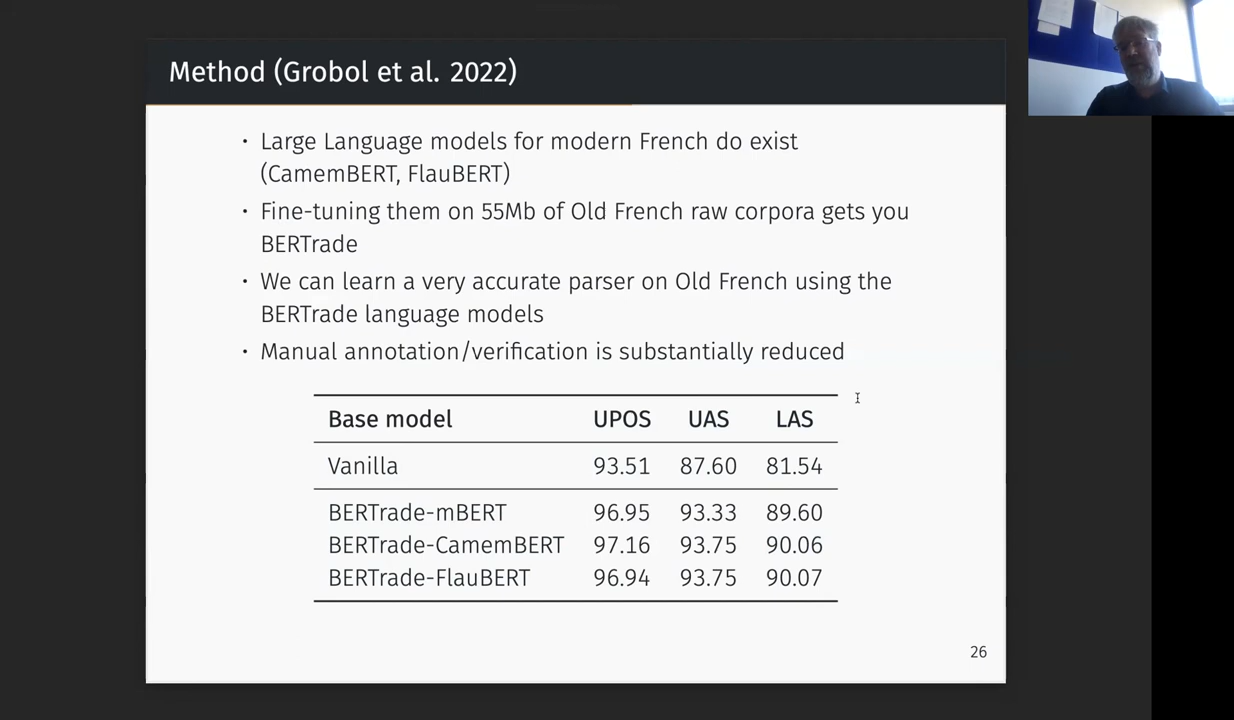 Method (Grobol et al. 2022)
• Large Language models for modern French do exist
(CamemBERT, FlauBERT)
• Fine-tuning them on 55Mb of Old French raw corpora gets you
BERTrade
• We can learn a very accurate parser on Old French using the
BERTrade language models
• Manual annotation/verification is substantially reduced
Base model UPOS UAS LAS
Vanilla 93.51 87.60 81.54
BERTrade-mBERT 96.95 93.33 89.60
BERTrade-CamemBERT 97.16 93.75 90.06
BERTrade-FlauBERT 96.94 93.75 90.07
26